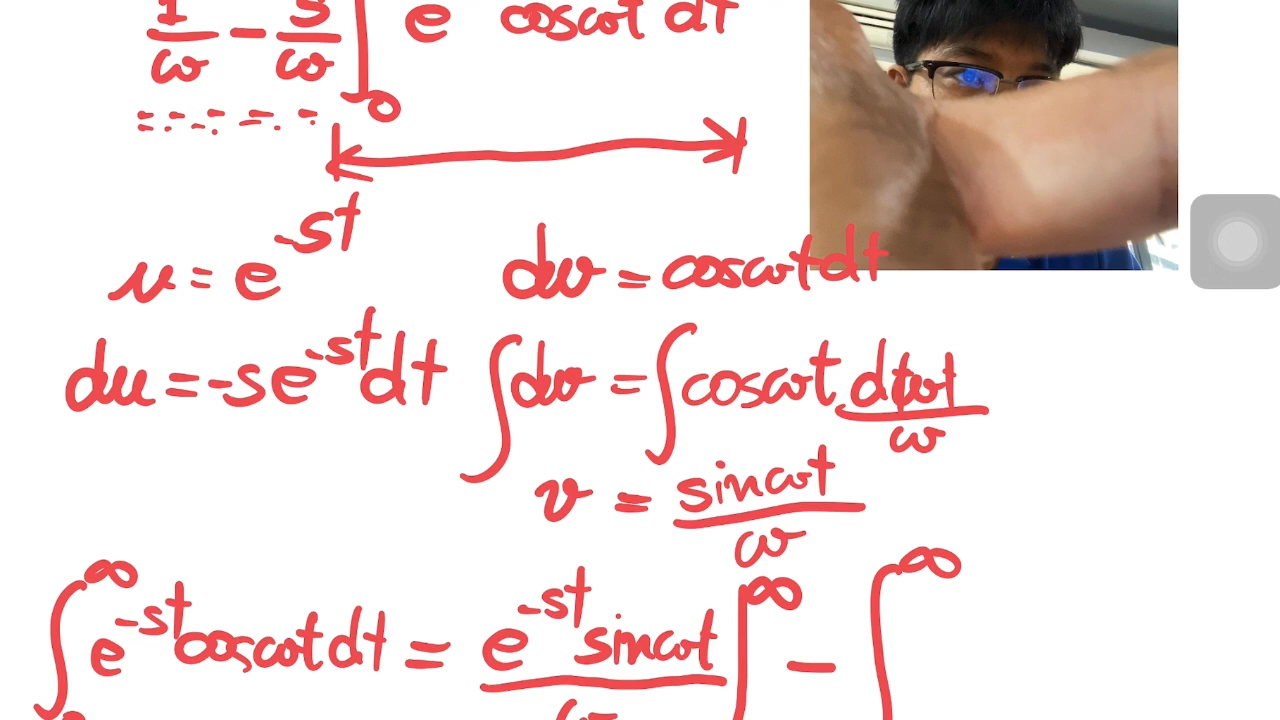 1/ω - s/ω ∫₀ e cosωt dt
u = e^-st dv = cosωt dt
du = -se^-st dt ∫dv = ∫cosωt d(ωt)/ω
v = sinωt/ω
∫^∞ e^-st cosωt dt = e^-st sinωt/ω |^∞ - ∫^∞